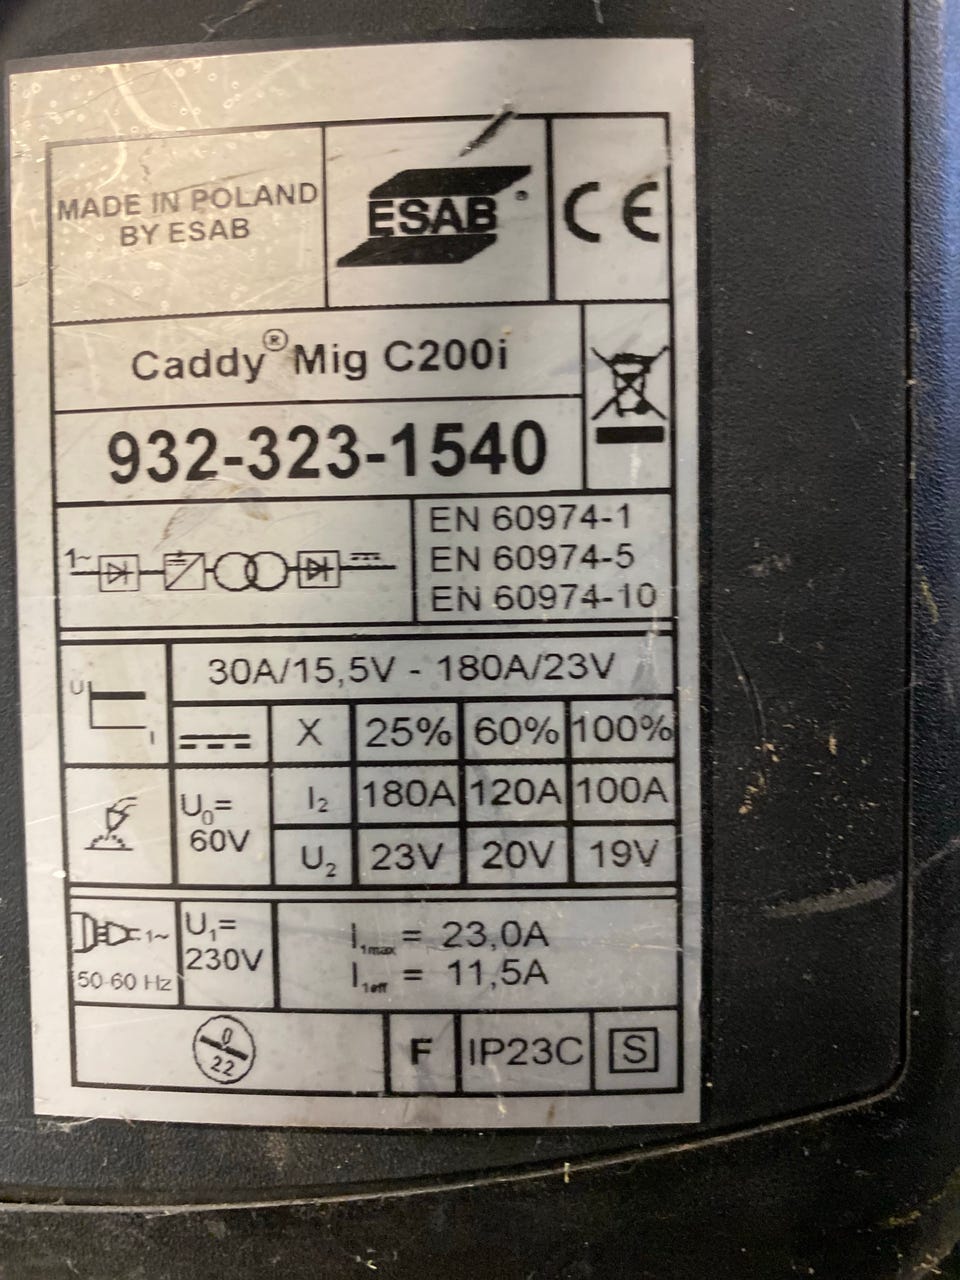 MADE IN POLAND
BY ESAB
ESAB®
CE
Caddy® Mig C200i
932-323-1540
1~
EN 60974-1
EN 60974-5
EN 60974-10
U
I
30A/15,5V - 180A/23V
X 25% 60% 100%
U₀=
60V
I₂ 180A 120A 100A
U₂ 23V 20V 19V
1~
50-60 Hz
U₁=
230V
I₁max = 23,0A
I₁eff = 11,5A
0
22
F IP23C S